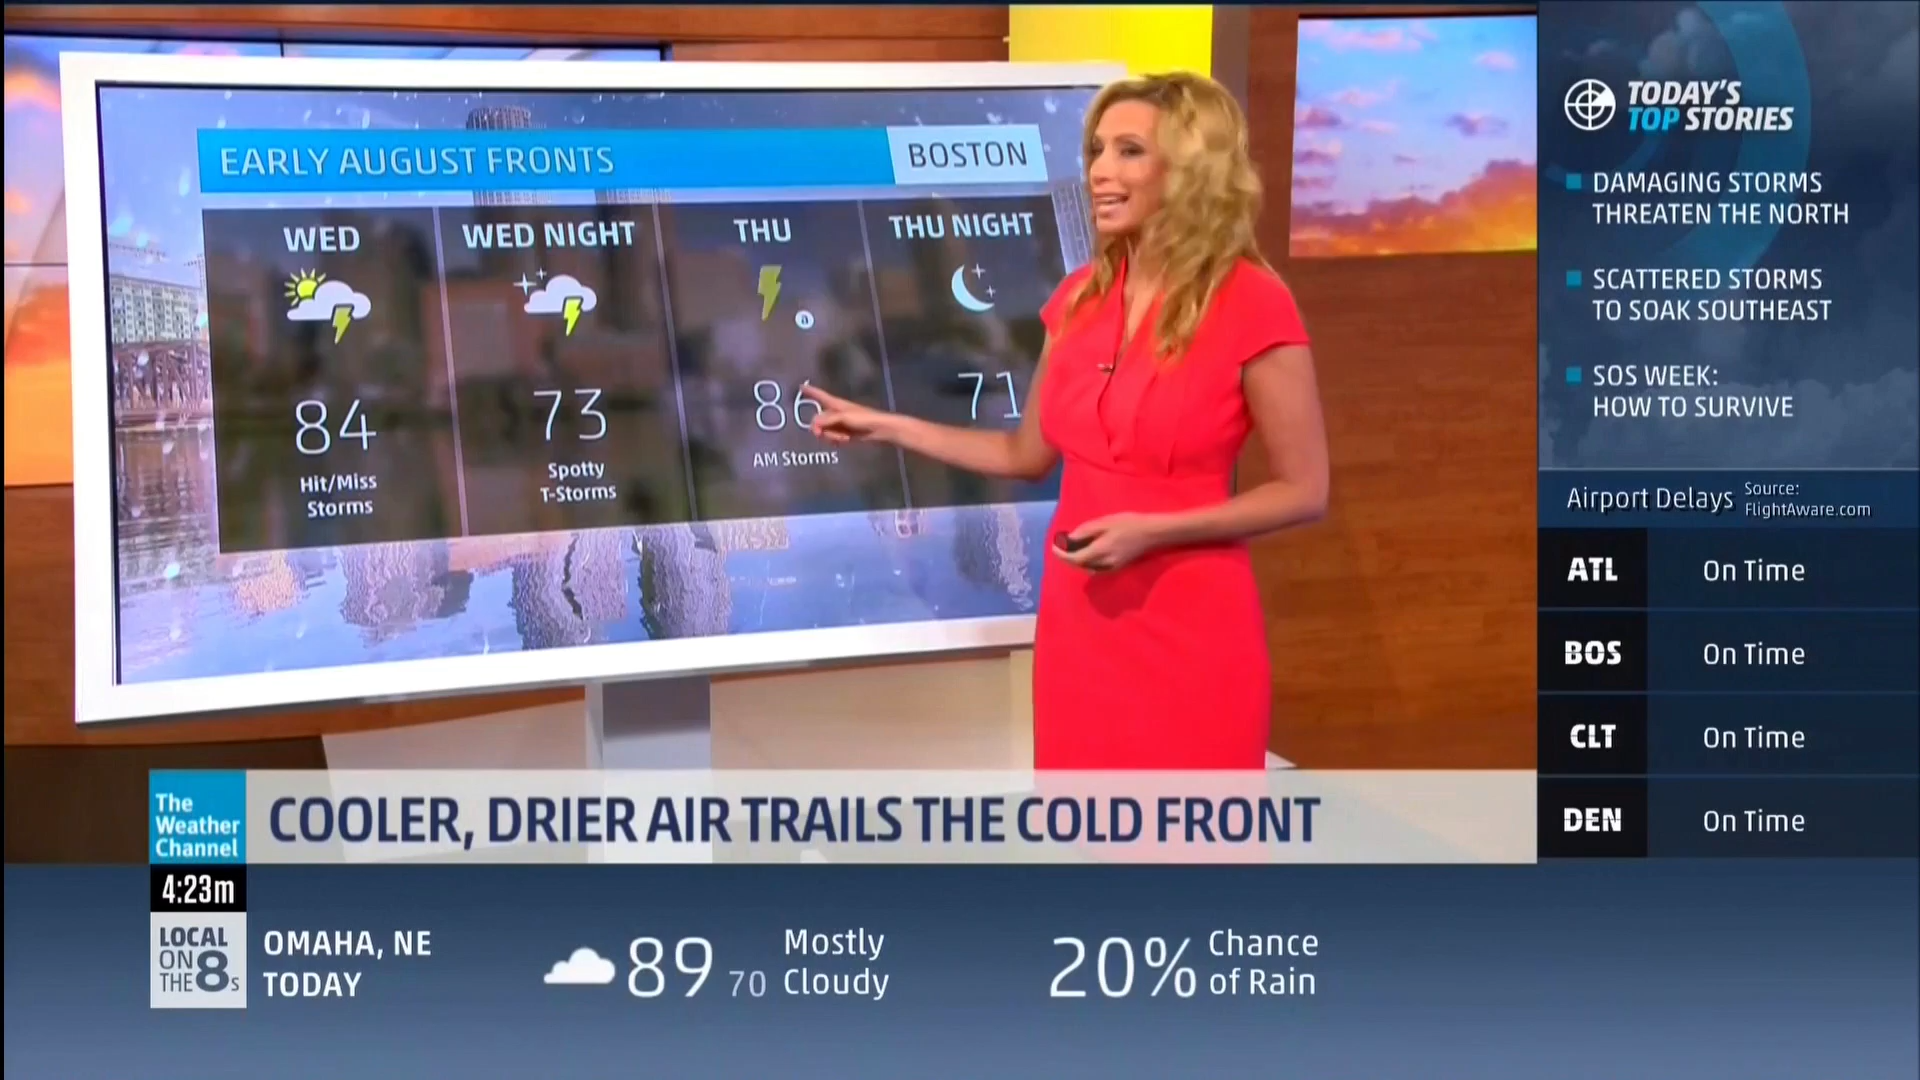 EARLY AUGUST FRONTS
BOSTON
WED
84
Hit/Miss
Storms
WED NIGHT
73
Spotty
T-Storms
THU
a
86
AM Storms
THU NIGHT
71
TODAY'S
TOP STORIES
DAMAGING STORMS
THREATEN THE NORTH
SCATTERED STORMS
TO SOAK SOUTHEAST
SOS WEEK:
HOW TO SURVIVE
Airport Delays
Source:
FlightAware.com
ATL On Time
BOS On Time
CLT On Time
DEN On Time
The
Weather
Channel
COOLER, DRIER AIR TRAILS THE COLD FRONT
4:23m
LOCAL
ON
THE 8s
OMAHA, NE
TODAY
89 70
Mostly
Cloudy
20%
Chance
of Rain